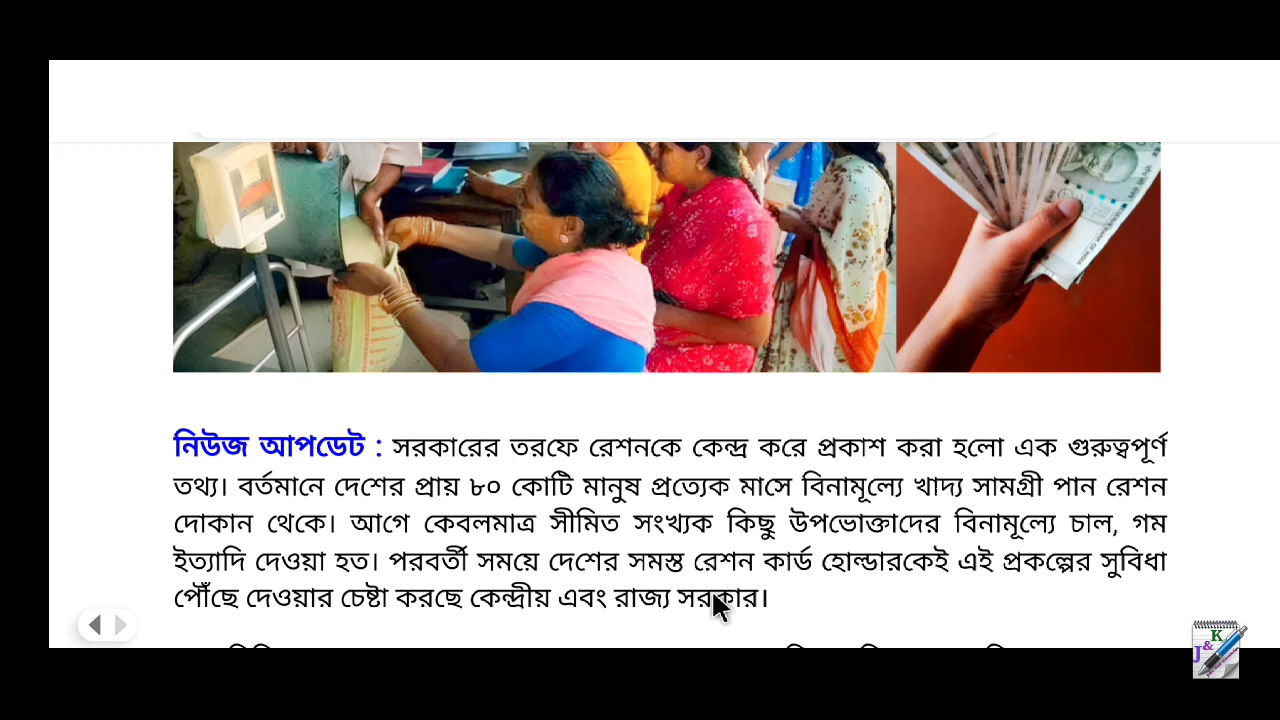 নিউজ আপডেট : সরকারের তরফে রেশনকে কেন্দ্র করে প্রকাশ করা হলো এক গুরুত্বপূর্ণ
তথ্য। বর্তমানে দেশের প্রায় ৮০ কোটি মানুষ প্রত্যেক মাসে বিনামূল্যে খাদ্য সামগ্রী পান রেশন
দোকান থেকে। আগে কেবলমাত্র সীমিত সংখ্যক কিছু উপভোক্তাদের বিনামূল্যে চাল, গম
ইত্যাদি দেওয়া হত। পরবর্তী সময়ে দেশের সমস্ত রেশন কার্ড হোল্ডারকেই এই প্রকল্পের সুবিধা
পৌঁছে দেওয়ার চেষ্টা করছে কেন্দ্রীয় এবং রাজ্য সরকার।
J&K